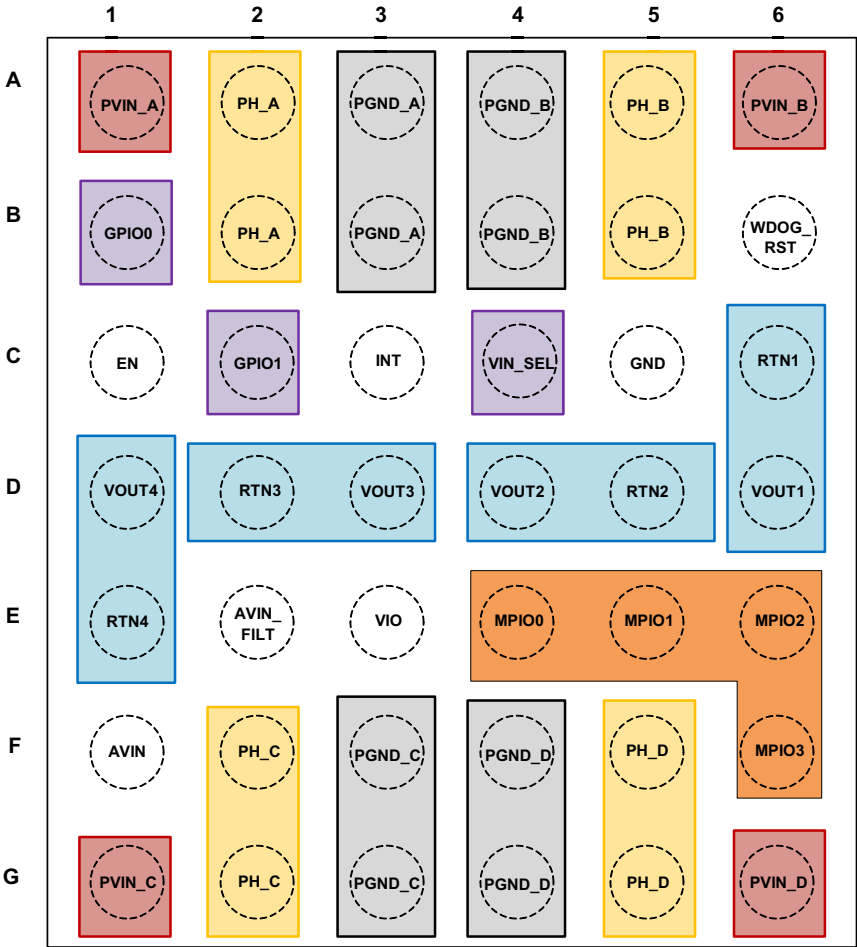 1 2 3 4 5 6
A
PVIN_A PH_A PGND_A PGND_B PH_B PVIN_B
B
GPIO0 PH_A PGND_A PGND_B PH_B WDOG_
RST
C
EN GPIO1 INT VIN_SEL GND RTN1
D
VOUT4 RTN3 VOUT3 VOUT2 RTN2 VOUT1
E
RTN4 AVIN_
FILT VIO MPIO0 MPIO1 MPIO2
F
AVIN PH_C PGND_C PGND_D PH_D MPIO3
G
PVIN_C PH_C PGND_C PGND_D PH_D PVIN_D